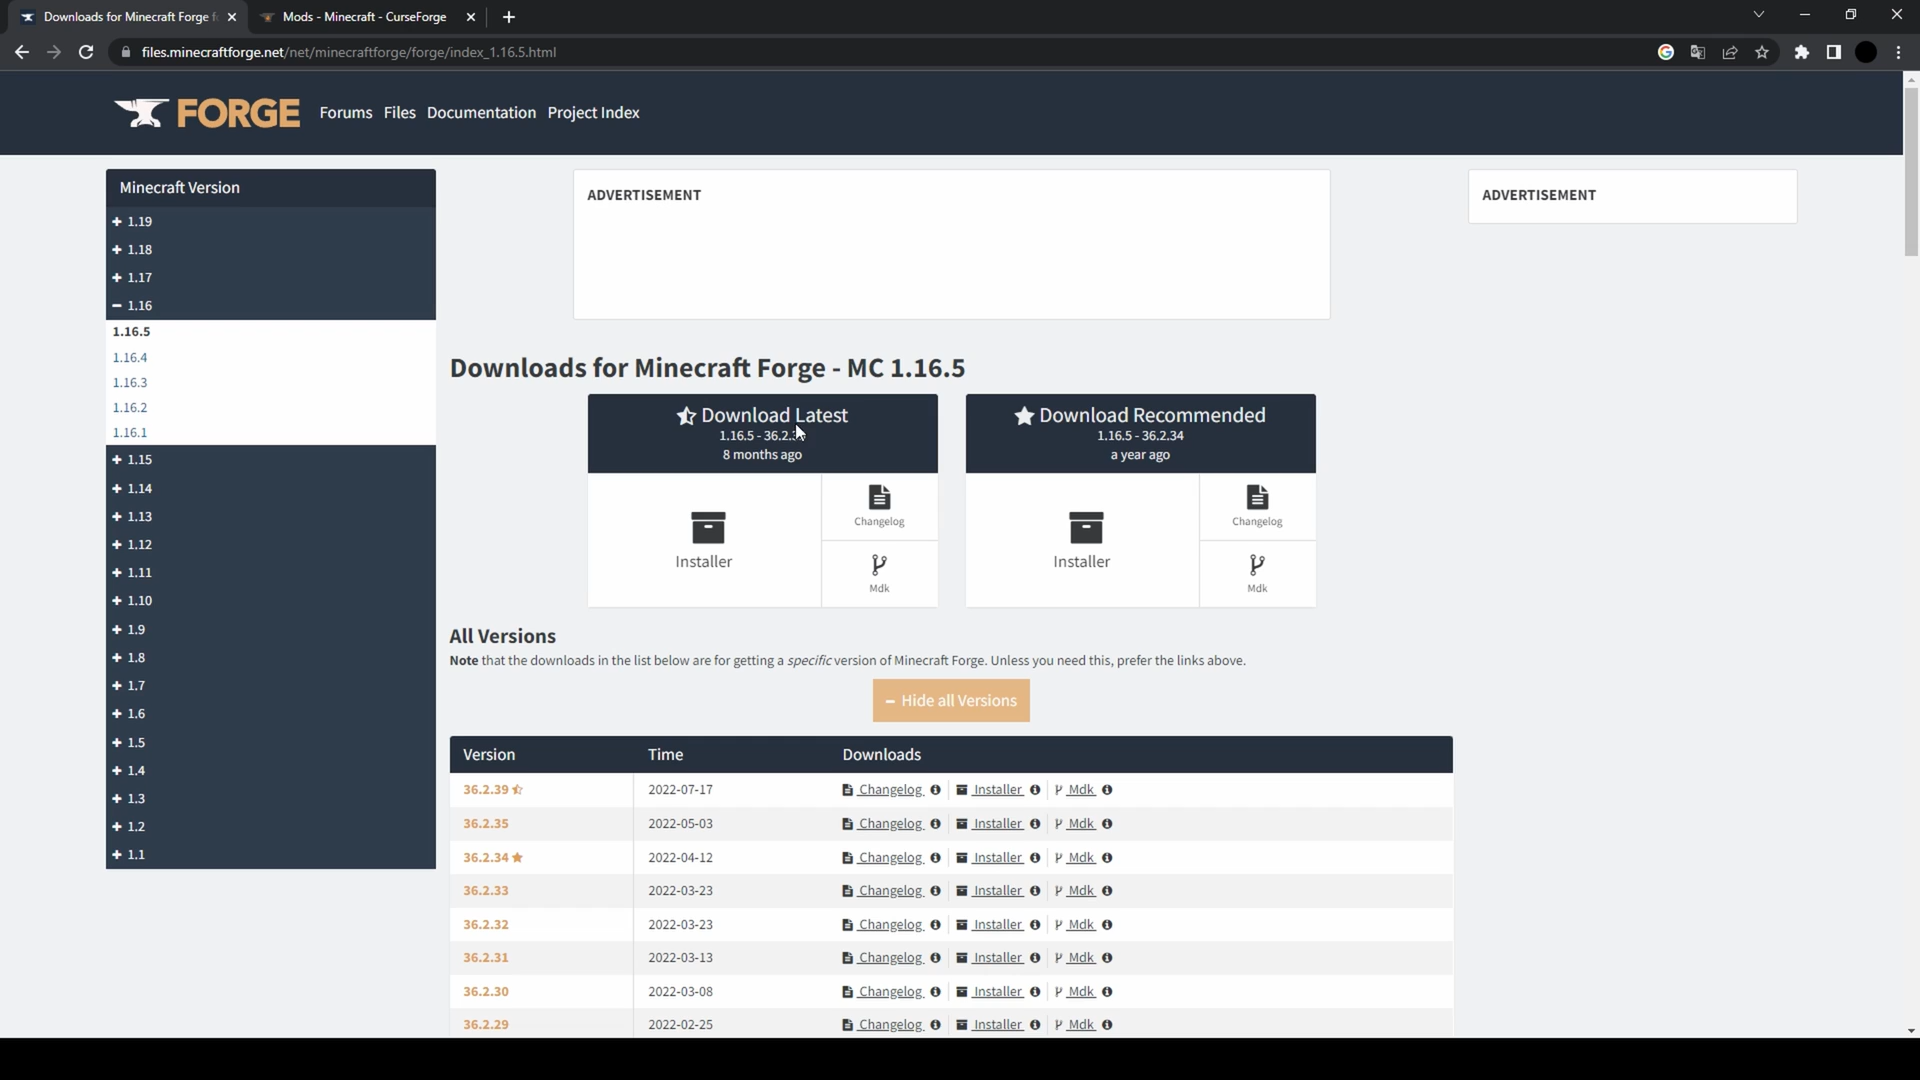 Downloads for Minecraft Forge f
Mods - Minecraft - CurseForge
files.minecraftforge.net/net/minecraftforge/forge/index_1.16.5.html
FORGE Forums Files Documentation Project Index
Minecraft Version
+ 1.19
+ 1.18
+ 1.17
− 1.16
1.16.5
1.16.4
1.16.3
1.16.2
1.16.1
+ 1.15
+ 1.14
+ 1.13
+ 1.12
+ 1.11
+ 1.10
+ 1.9
+ 1.8
+ 1.7
+ 1.6
+ 1.5
+ 1.4
+ 1.3
+ 1.2
+ 1.1
ADVERTISEMENT
ADVERTISEMENT
Downloads for Minecraft Forge - MC 1.16.5
Download Latest
1.16.5 -
8 months ago
Installer
Changelog
Mdk
Download Recommended
1.16.5 - 36.2.34
a year ago
Installer
Changelog
Mdk
All Versions
Note that the downloads in the list below are for getting a specific version of Minecraft Forge. Unless you need this, prefer the links above.
− Hide all Versions
Version Time Downloads
36.2.39 2022-07-17 Changelog Installer Mdk
36.2.35 2022-05-03 Changelog Installer Mdk
36.2.34 2022-04-12 Changelog Installer Mdk
36.2.33 2022-03-23 Changelog Installer Mdk
36.2.32 2022-03-23 Changelog Installer Mdk
36.2.31 2022-03-13 Changelog Installer Mdk
36.2.30 2022-03-08 Changelog Installer Mdk
36.2.29 2022-02-25 Changelog Installer Mdk